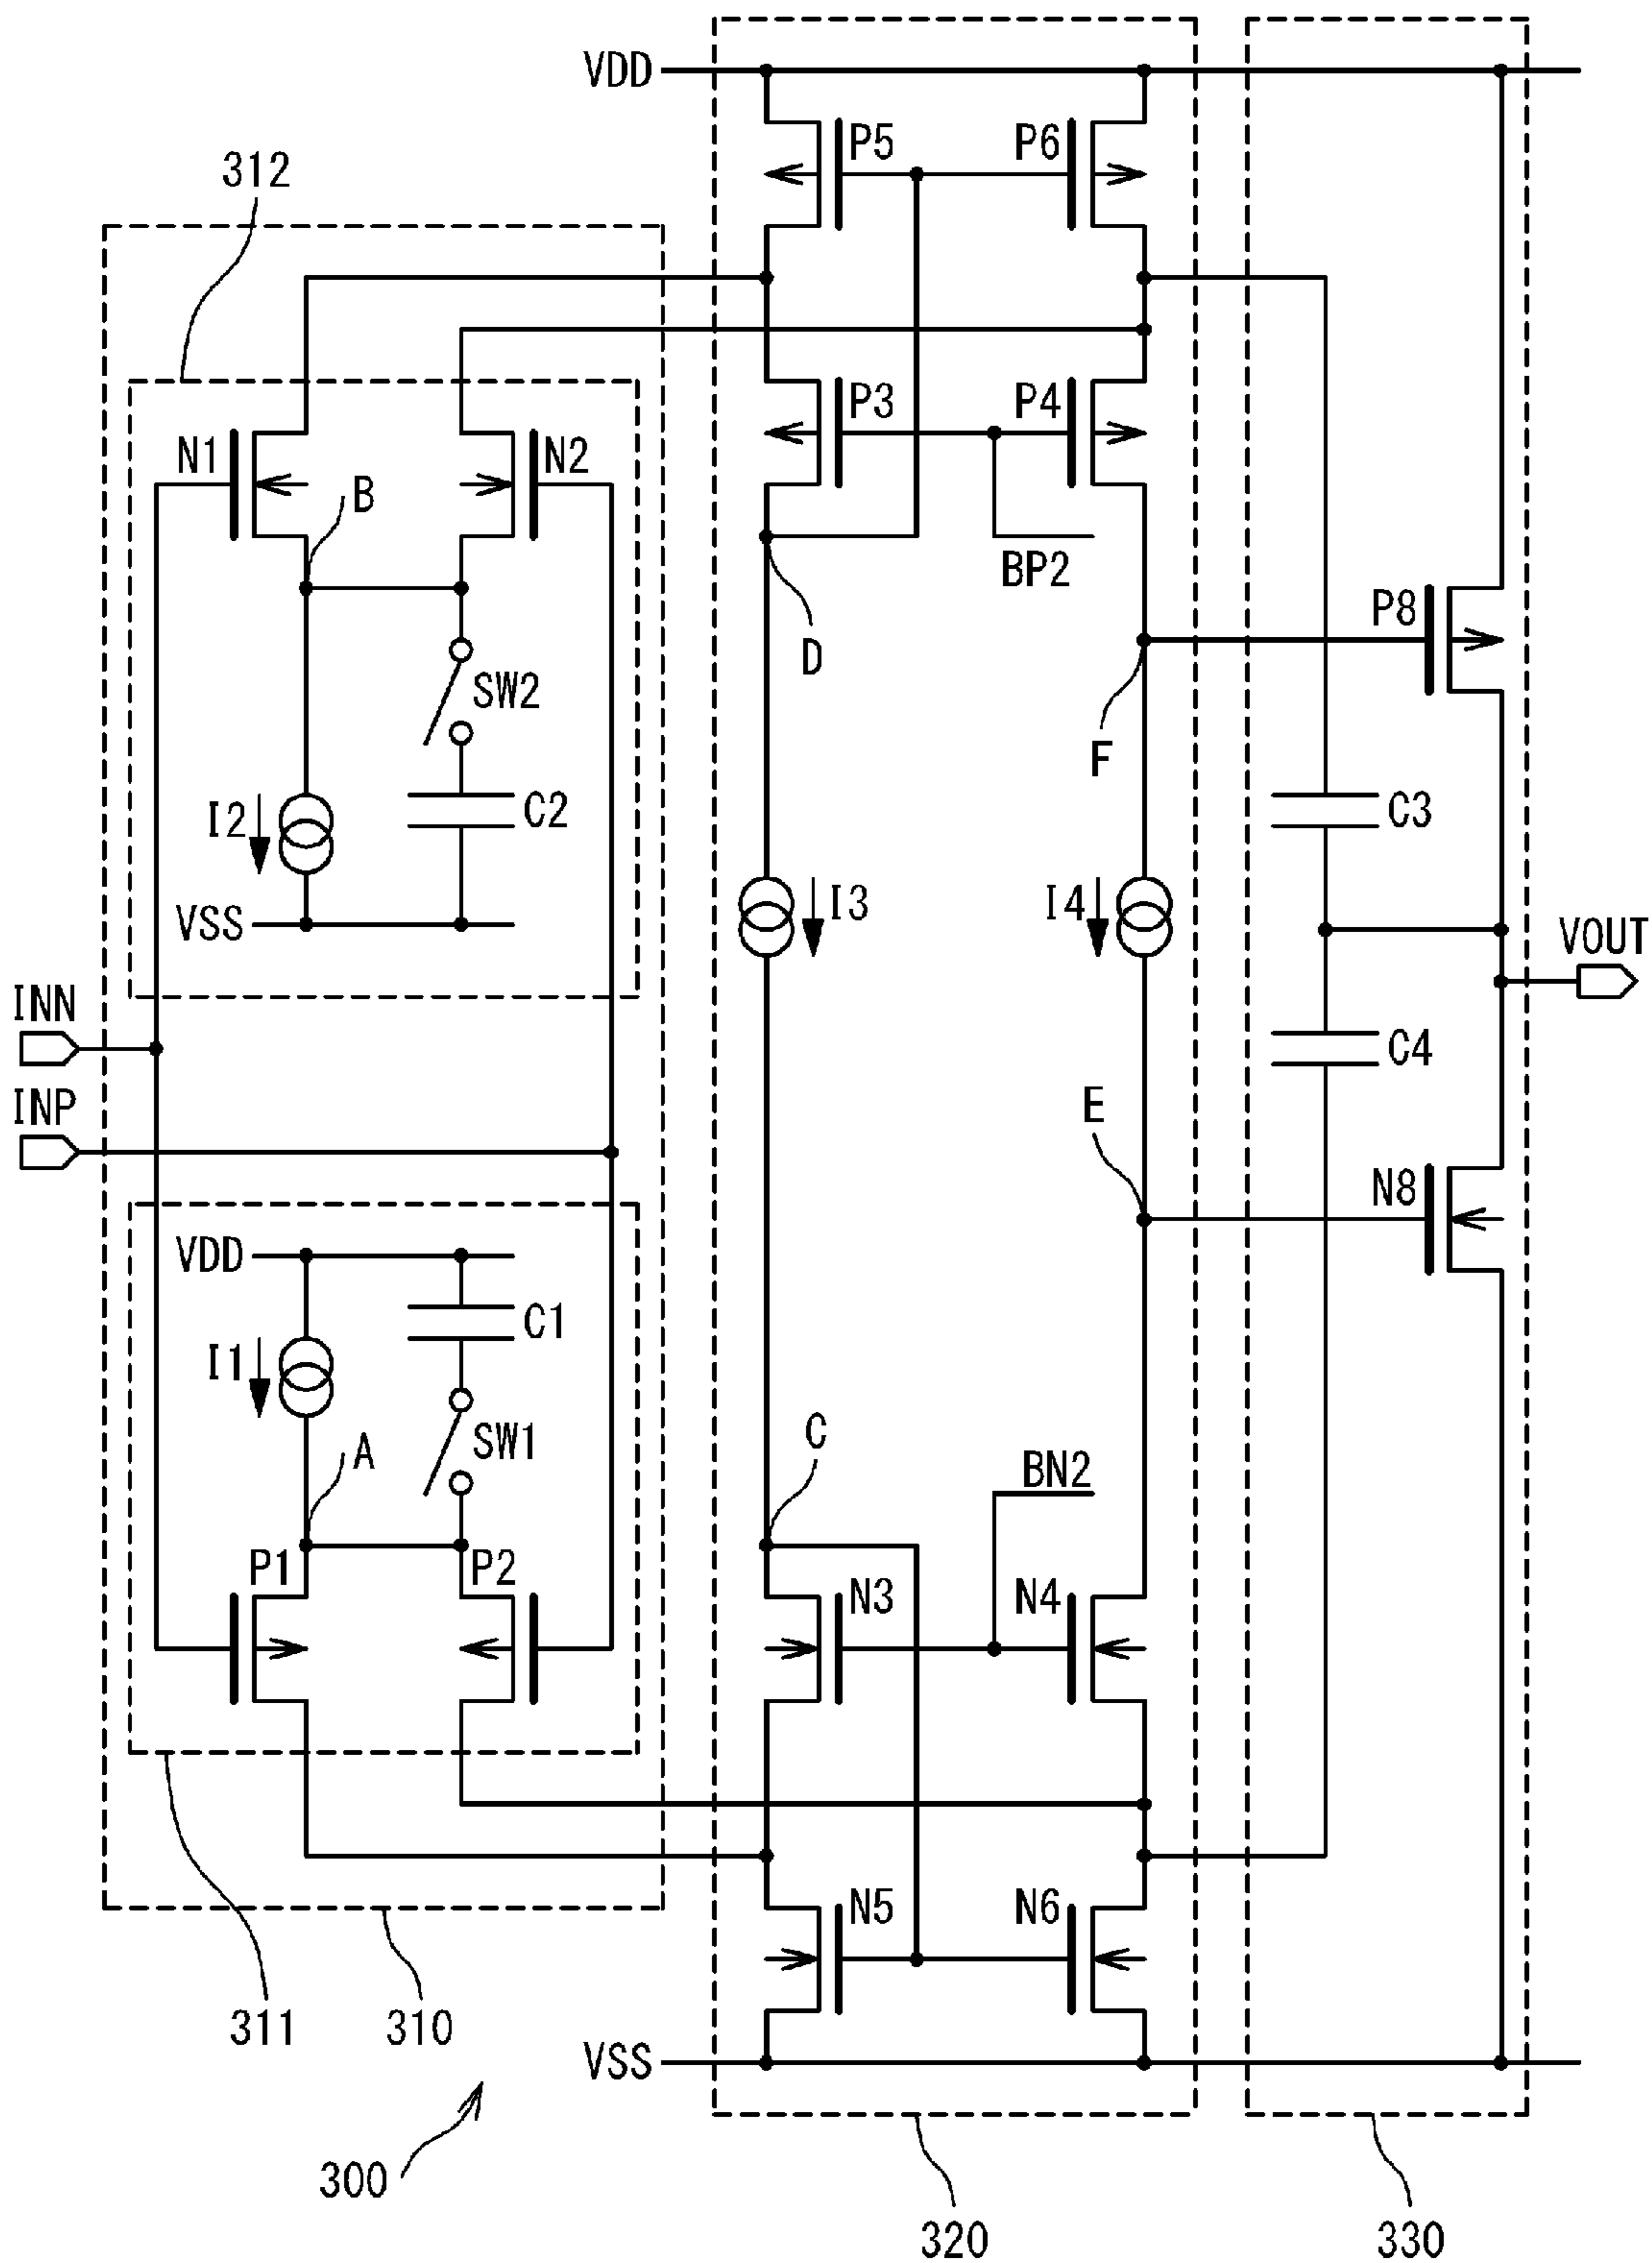 VDD
P5
P6
312
P3
P4
N1
N2
B
BP2
P8
D
SW2
F
I2
C2
C3
I3
I4
VSS
VOUT
INN
C4
INP
E
N8
VDD
C1
I1
SW1
C
A
BN2
P1
P2
N3
N4
N5
N6
311
310
VSS
300
320
330